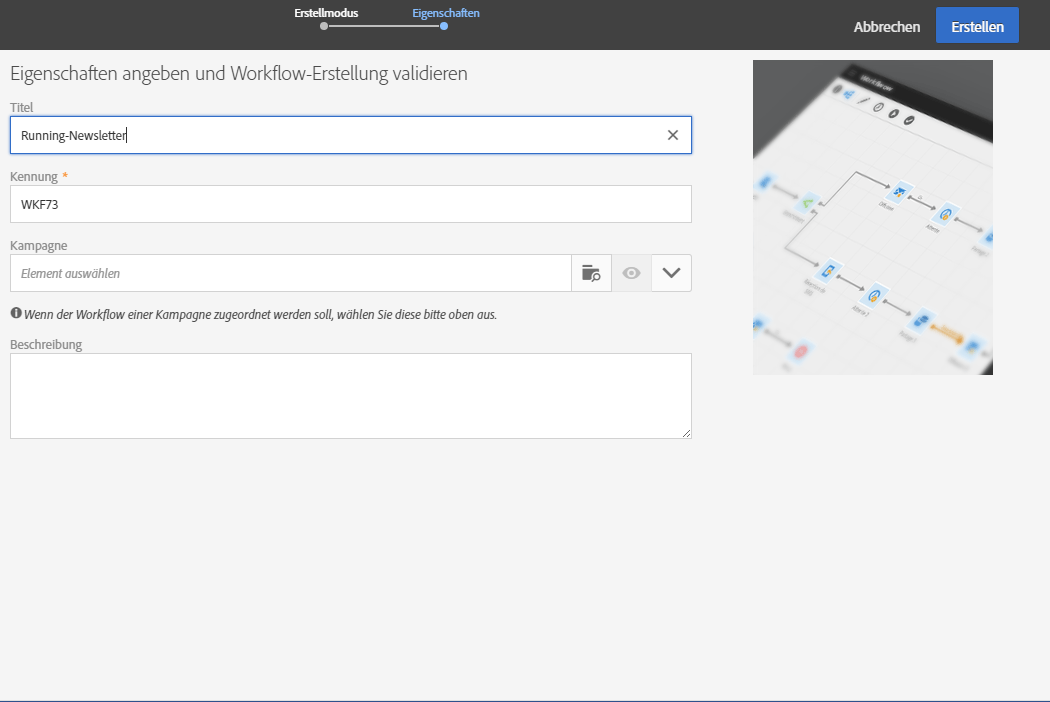 Erstellmodus
Eigenschaften
Abbrechen
Erstellen
Eigenschaften angeben und Workflow-Erstellung validieren
Titel
Running-Newsletter
Kennung *
WKF73
Kampagne
Element auswählen
Wenn der Workflow einer Kampagne zugeordnet werden soll, wählen Sie diese bitte oben aus.
Beschreibung